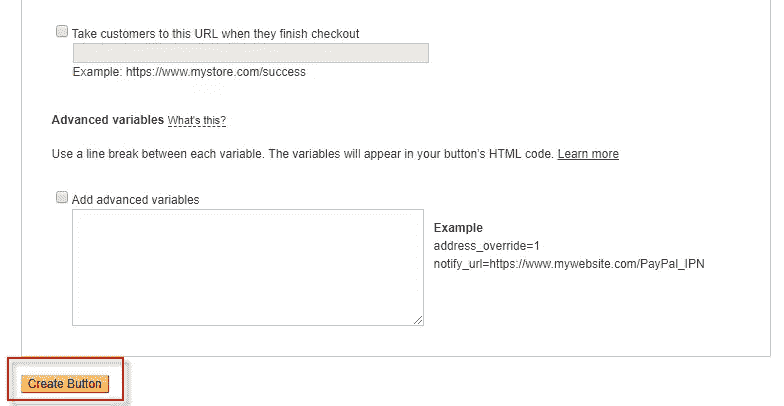 Take customers to this URL when they finish checkout
Example: https://www.mystore.com/success
Advanced variables What's this?
Use a line break between each variable. The variables will appear in your button's HTML code. Learn more
Add advanced variables
Example
address_override=1
notify_url=https://www.mywebsite.com/PayPal_IPN
Create Button